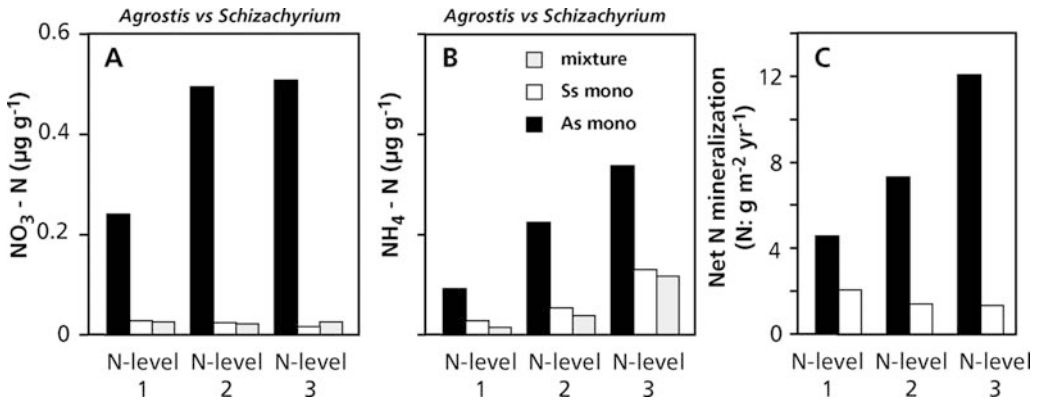 Agrostis vs Schizachyrium
A
NO3 - N (µg g-1)
0.6
0.4
0.2
0
N-level N-level N-level
1 2 3
Agrostis vs Schizachyrium
B
NH4 - N (µg g-1)
mixture
Ss mono
As mono
N-level N-level N-level
1 2 3
C
Net N mineralization
(N: g m-2 yr-1)
12
8
4
0
N-level N-level N-level
1 2 3